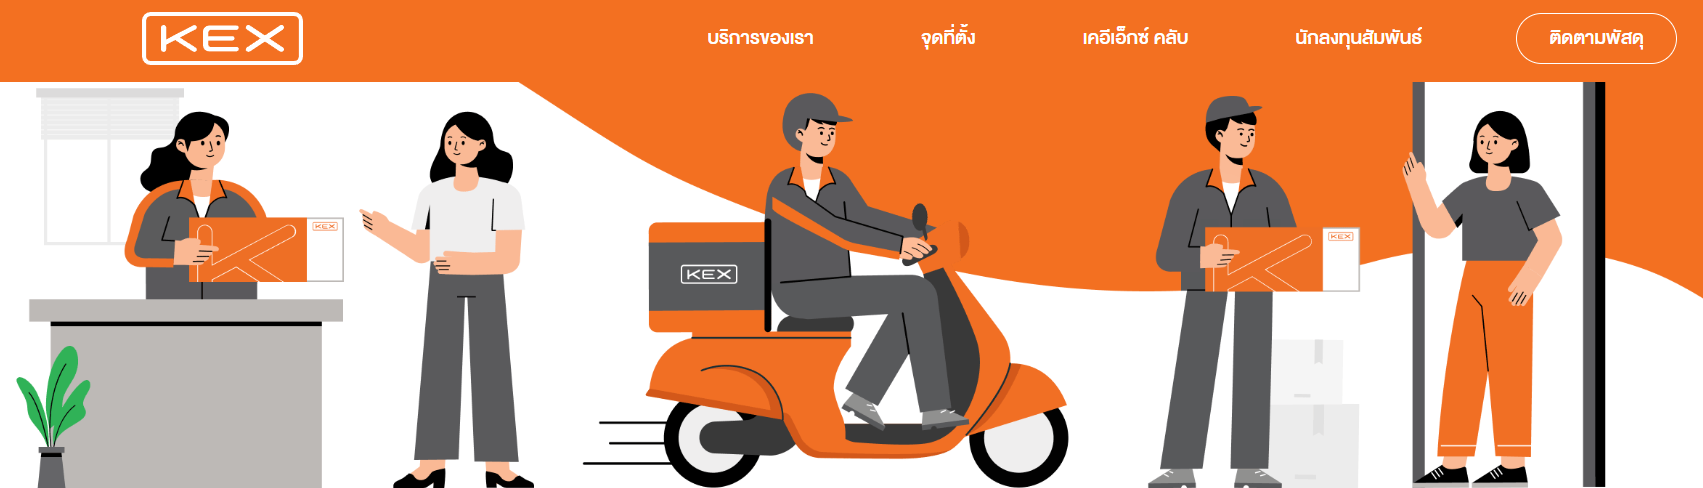 KEX
บริการของเรา
จุดที่ตั้ง
เคอีเอ็กซ์ คลับ
นักลงทุนสัมพันธ์
ติดตามพัสดุ
KEX
KEX
KEX